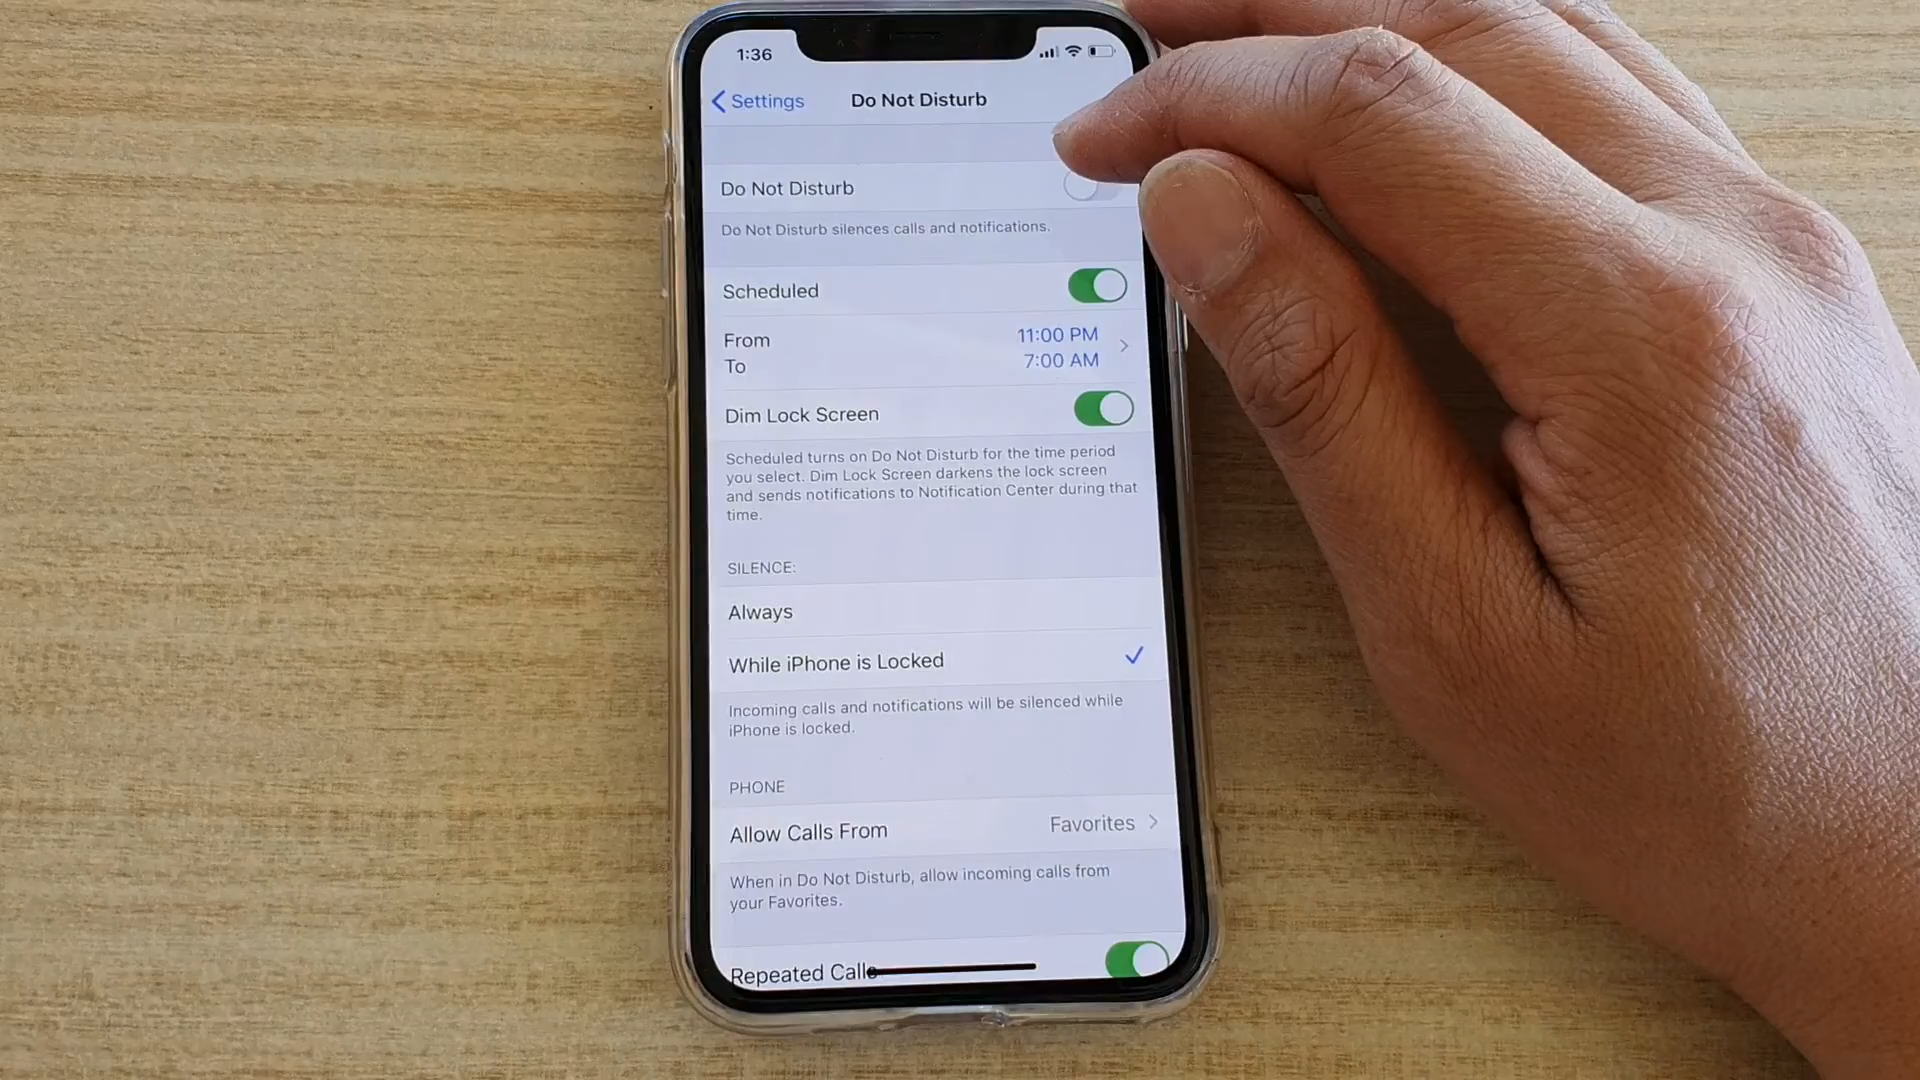 1:36
Settings
Do Not Disturb
Do Not Disturb
Do Not Disturb silences calls and notifications.
Scheduled
From
11:00 PM
To
7:00 AM
Dim Lock Screen
Scheduled turns on Do Not Disturb for the time period
you select. Dim Lock Screen darkens the lock screen
and sends notifications to Notification Center during that
time.
SILENCE:
Always
While iPhone is Locked
Incoming calls and notifications will be silenced while
iPhone is locked.
PHONE
Allow Calls From
Favorites
When in Do Not Disturb, allow incoming calls from
your Favorites.
Repeated Calls